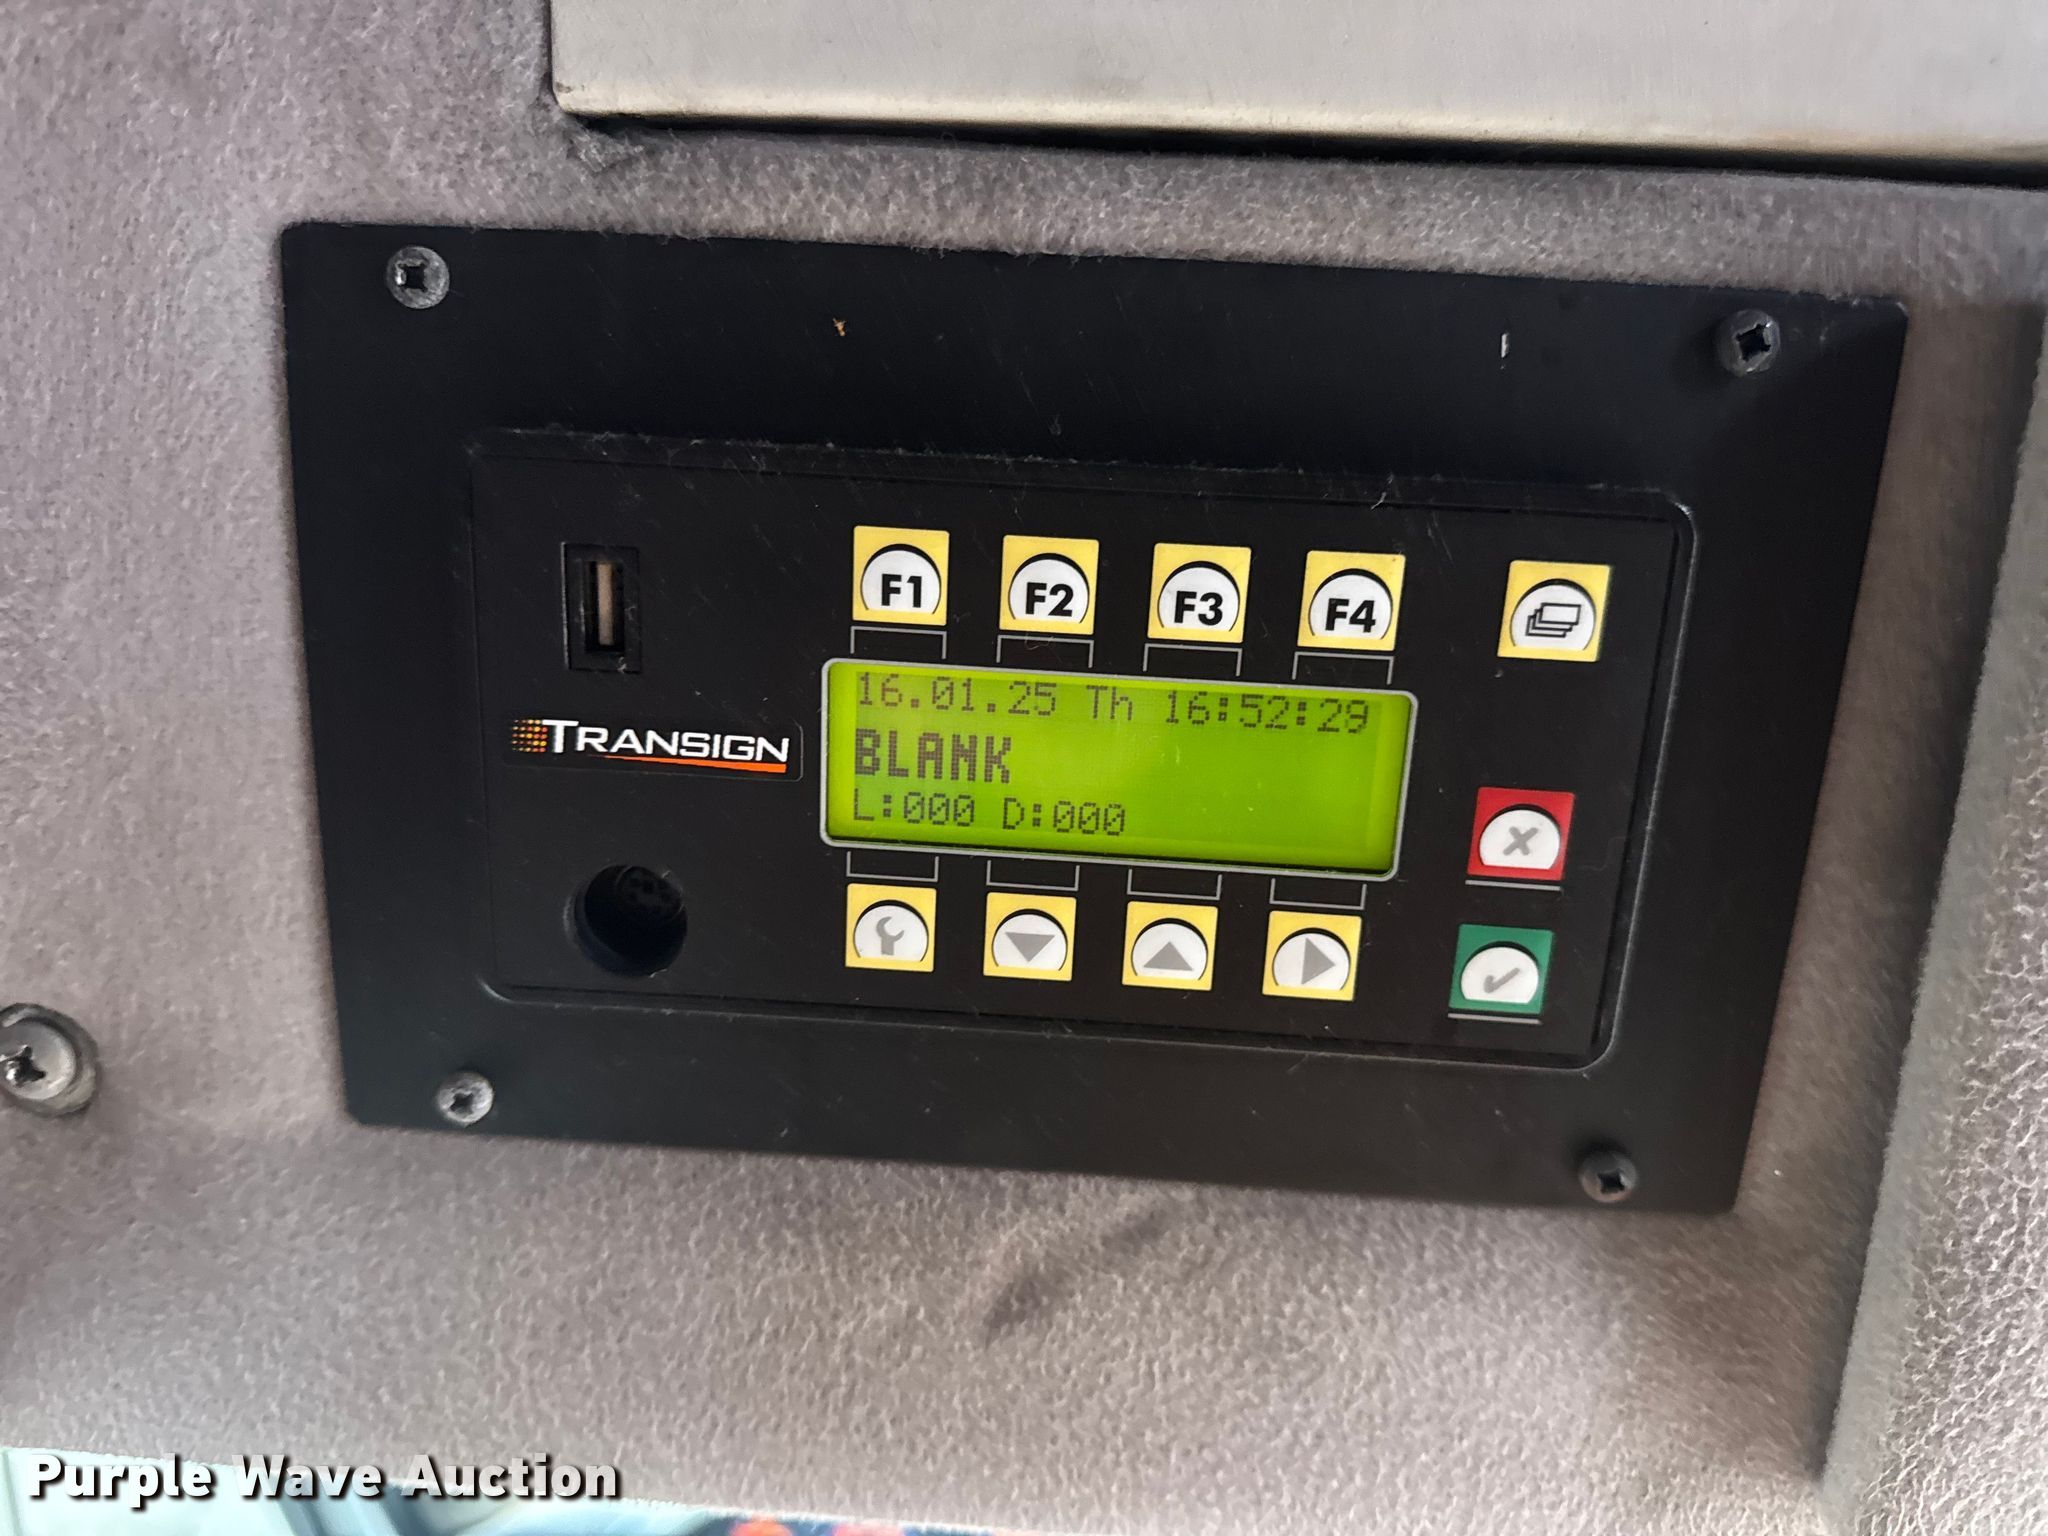 F1 F2 F3 F4
TRANSIGN
16.01.25 Th 16:52:29
BLANK
L:000 D:000
Purple Wave Auction